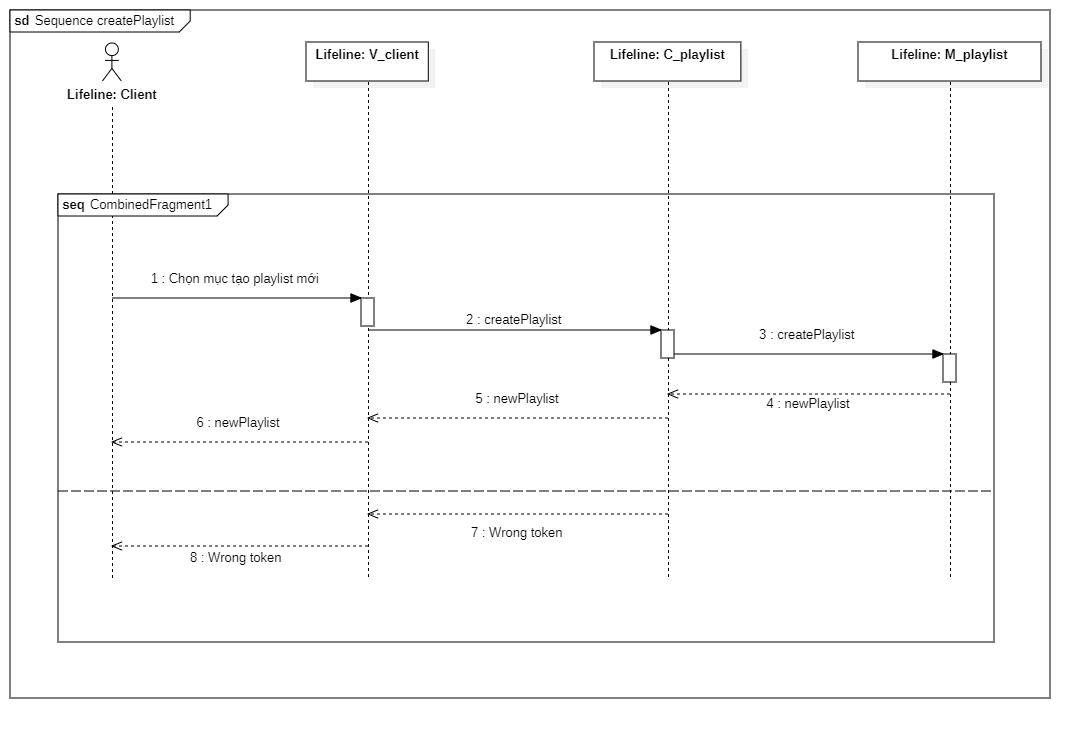 sd Sequence createPlaylist
Lifeline: Client
Lifeline: V_client
Lifeline: C_playlist
Lifeline: M_playlist
seq CombinedFragment1
1 : Chọn mục tạo playlist mới
2 : createPlaylist
3 : createPlaylist
4 : newPlaylist
5 : newPlaylist
6 : newPlaylist
7 : Wrong token
8 : Wrong token